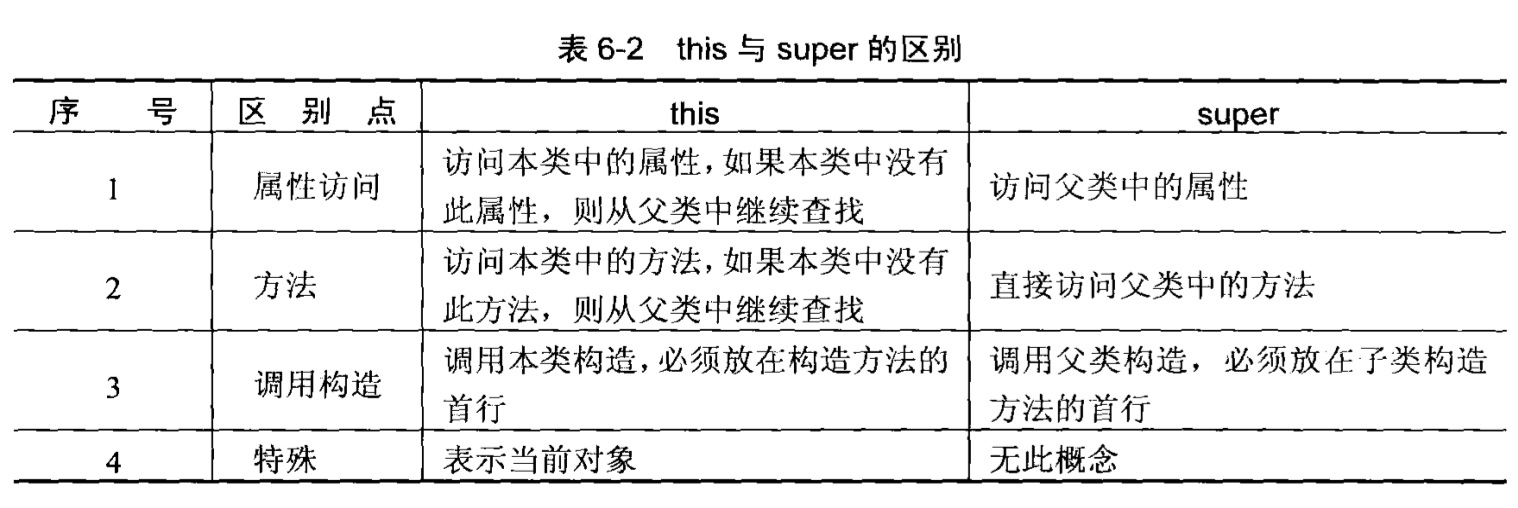 表 6-2 this 与 super 的区别
序 号 区 别 点 this super
1 属性访问 访问本类中的属性，如果本类中没有此属性，则从父类中继续查找 访问父类中的属性
2 方法 访问本类中的方法，如果本类中没有此方法，则从父类中继续查找 直接访问父类中的方法
3 调用构造 调用本类构造，必须放在构造方法的首行 调用父类构造，必须放在子类构造方法的首行
4 特殊 表示当前对象 无此概念